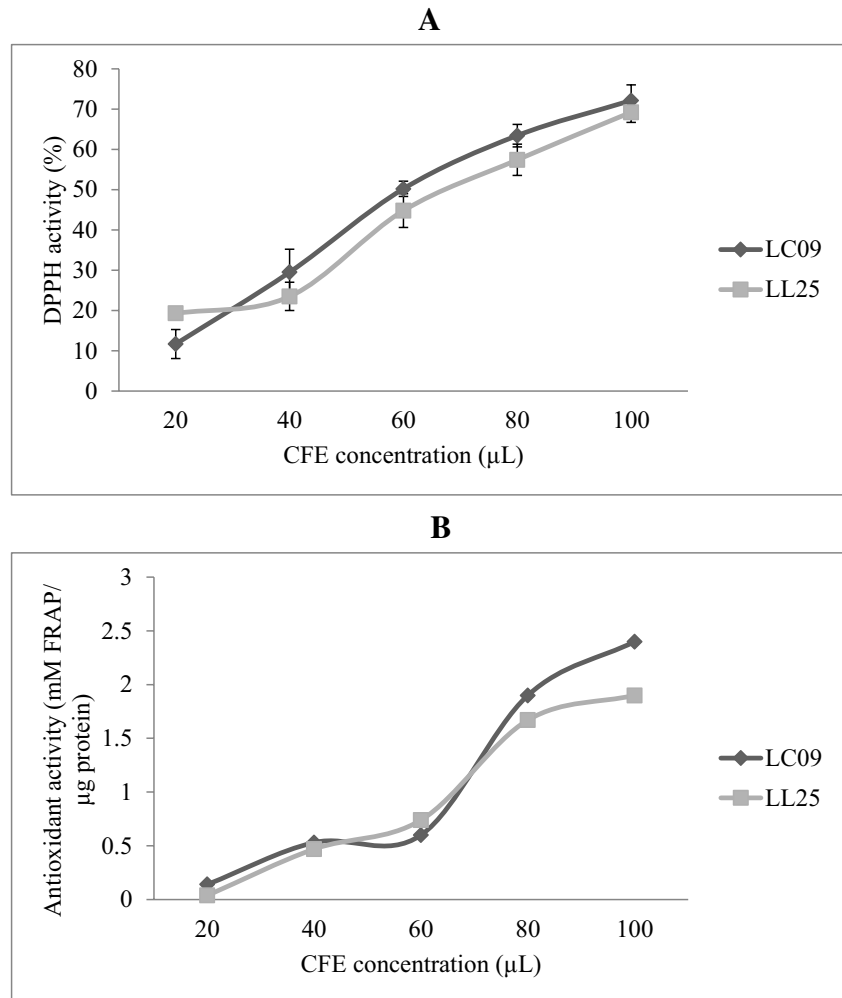 A
80
70
60
50
40
30
20
10
0
DPPH activity (%)
20 40 60 80 100
CFE concentration (µL)
LC09
LL25
B
3
2.5
2
1.5
1
0.5
0
Antioxidant activity (mM FRAP/
µg protein)
20 40 60 80 100
CFE concentration (µL)
LC09
LL25